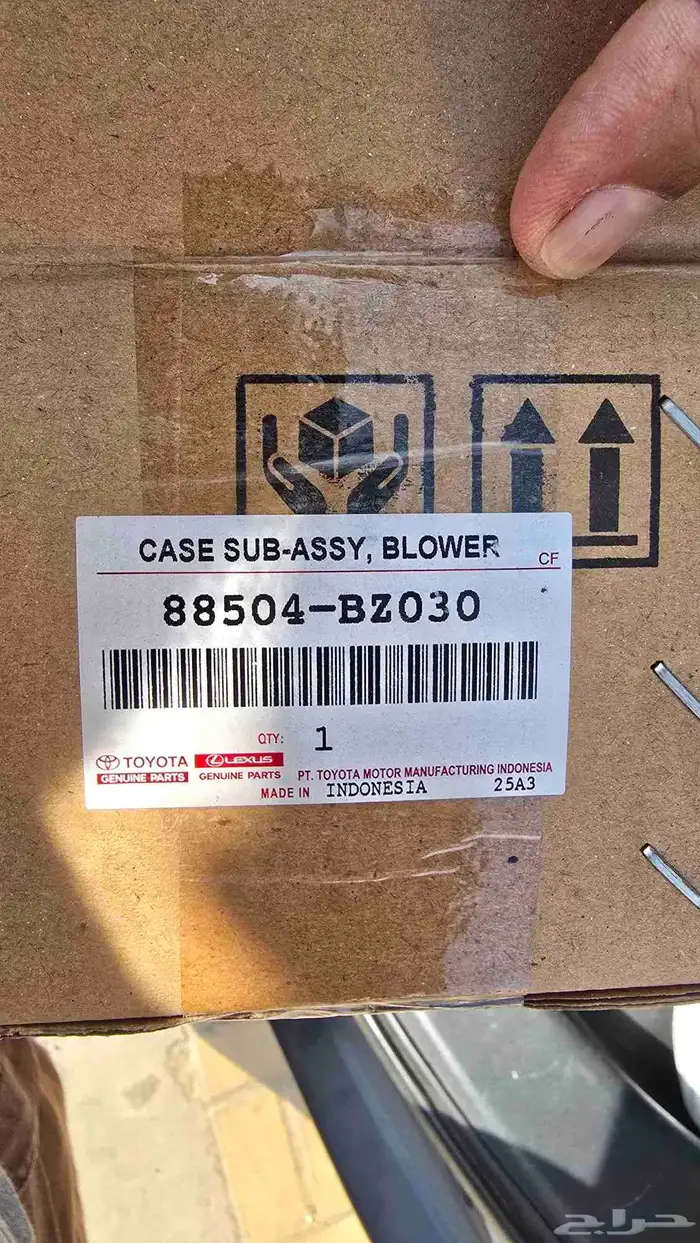 CASE SUB-ASSY, BLOWER
CF
88504-BZ030
QTY: 1
TOYOTA LEXUS
GENUINE PARTS GENUINE PARTS PT. TOYOTA MOTOR MANUFACTURING INDONESIA
MADE IN INDONESIA 25A3
حراج